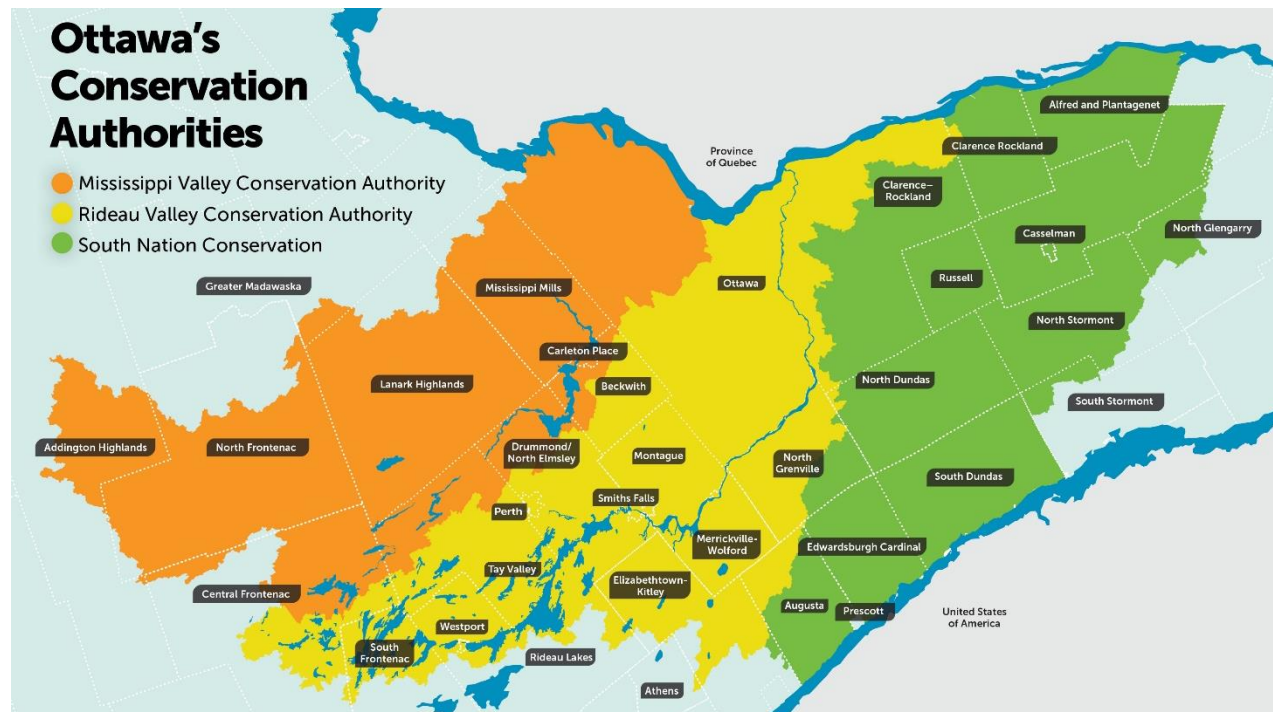 Ottawa's
Conservation
Authorities
Mississippi Valley Conservation Authority
Rideau Valley Conservation Authority
South Nation Conservation
Province
of Quebec
Alfred and Plantagenet
Clarence Rockland
Clarence–
Rockland
Casselman
North Glengarry
Greater Madawaska
Mississippi Mills
Ottawa
Russell
North Stormont
Carleton Place
Lanark Highlands
Beckwith
North Dundas
South Stormont
Addington Highlands
North Frontenac
Drummond/
North Elmsley
Montague
North
Grenville
South Dundas
Smiths Falls
Perth
Merrickville-
Wolford
Edwardsburgh Cardinal
Tay Valley
Elizabethtown-
Kitley
Central Frontenac
Augusta
Prescott
United States
of America
Westport
South
Frontenac
Rideau Lakes
Athens